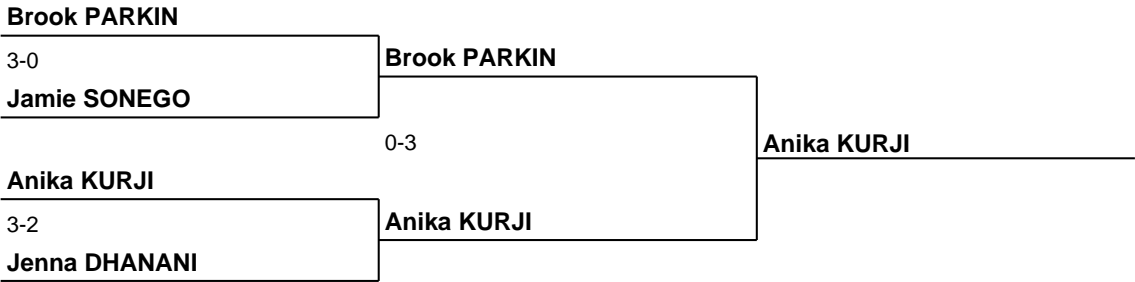 Brook PARKIN
3-0
Brook PARKIN
Jamie SONEGO
0-3
Anika KURJI
Anika KURJI
3-2
Anika KURJI
Jenna DHANANI